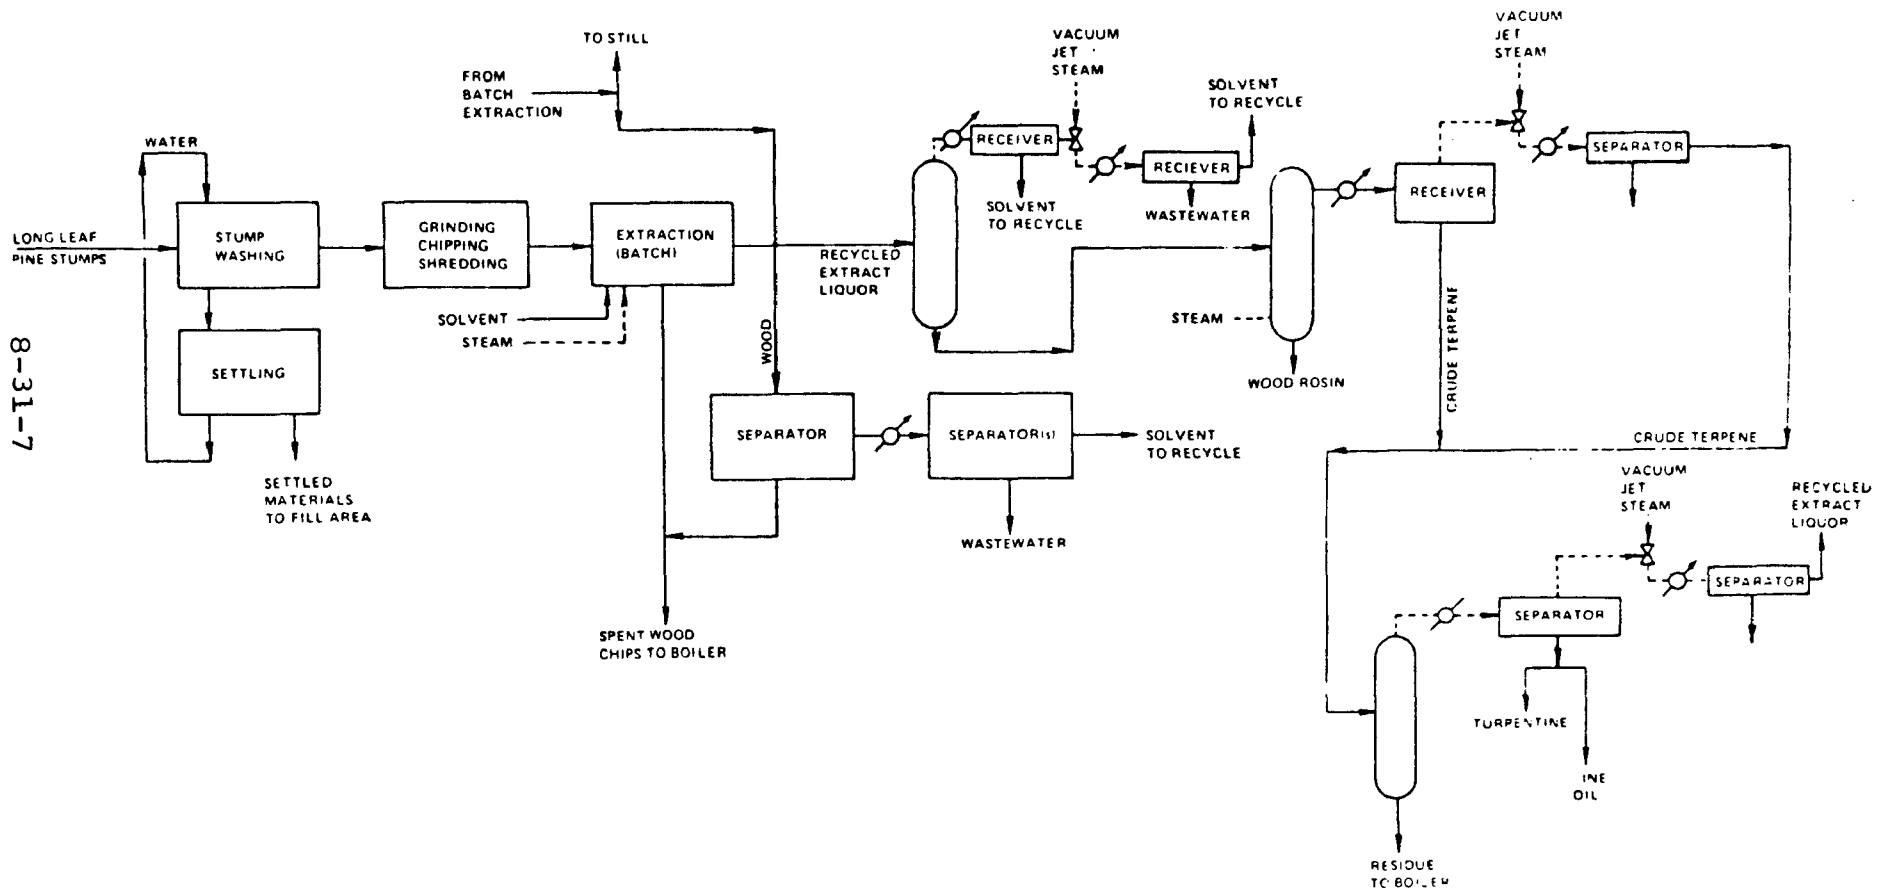 TO STILL
FROM
BATCH
EXTRACTION
VACUUM
JET
STEAM
SOLVENT
TO RECYCLE
VACUUM
JET
STEAM
WATER
RECEIVER
RECIEVER
SEPARATOR
LONG LEAF
PINE STUMPS
STUMP
WASHING
GRINDING
CHIPPING
SHREDDING
EXTRACTION
(BATCH)
RECYCLED
EXTRACT
LIQUOR
SOLVENT
TO RECYCLE
WASTEWATER
RECEIVER
SOLVENT
STEAM
WOOD
STEAM
WOOD ROSIN
CRUDE TERPENE
8-31-7
SETTLING
SETTLED
MATERIALS
TO FILL AREA
SEPARATOR
SEPARATOR(S)
SOLVENT
TO RECYCLE
WASTEWATER
CRUDE TERPENE
VACUUM
JET
STEAM
RECYCLED
EXTRACT
LIQUOR
SEPARATOR
SEPARATOR
SPENT WOOD
CHIPS TO BOILER
TURPENTINE
INE
OIL
RESIDUE
TO BOILER